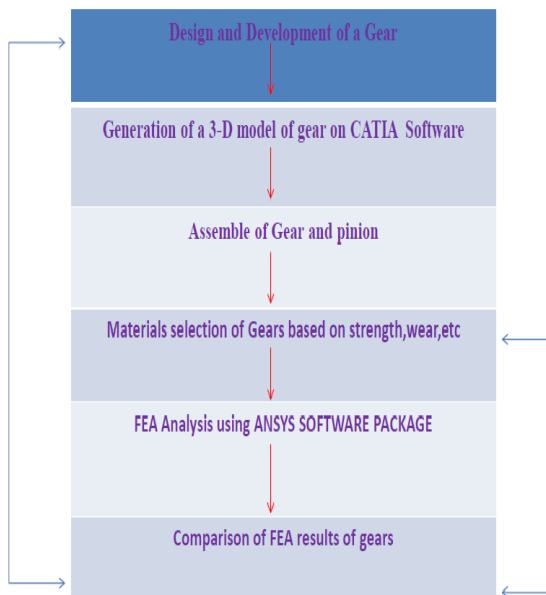 Design and Development of a Gear
Generation of a 3-D model of gear on CATIA Software
Assemble of Gear and pinion
Materials selection of Gears based on strength,wear,etc
FEA Analysis using ANSYS SOFTWARE PACKAGE
Comparison of FEA results of gears